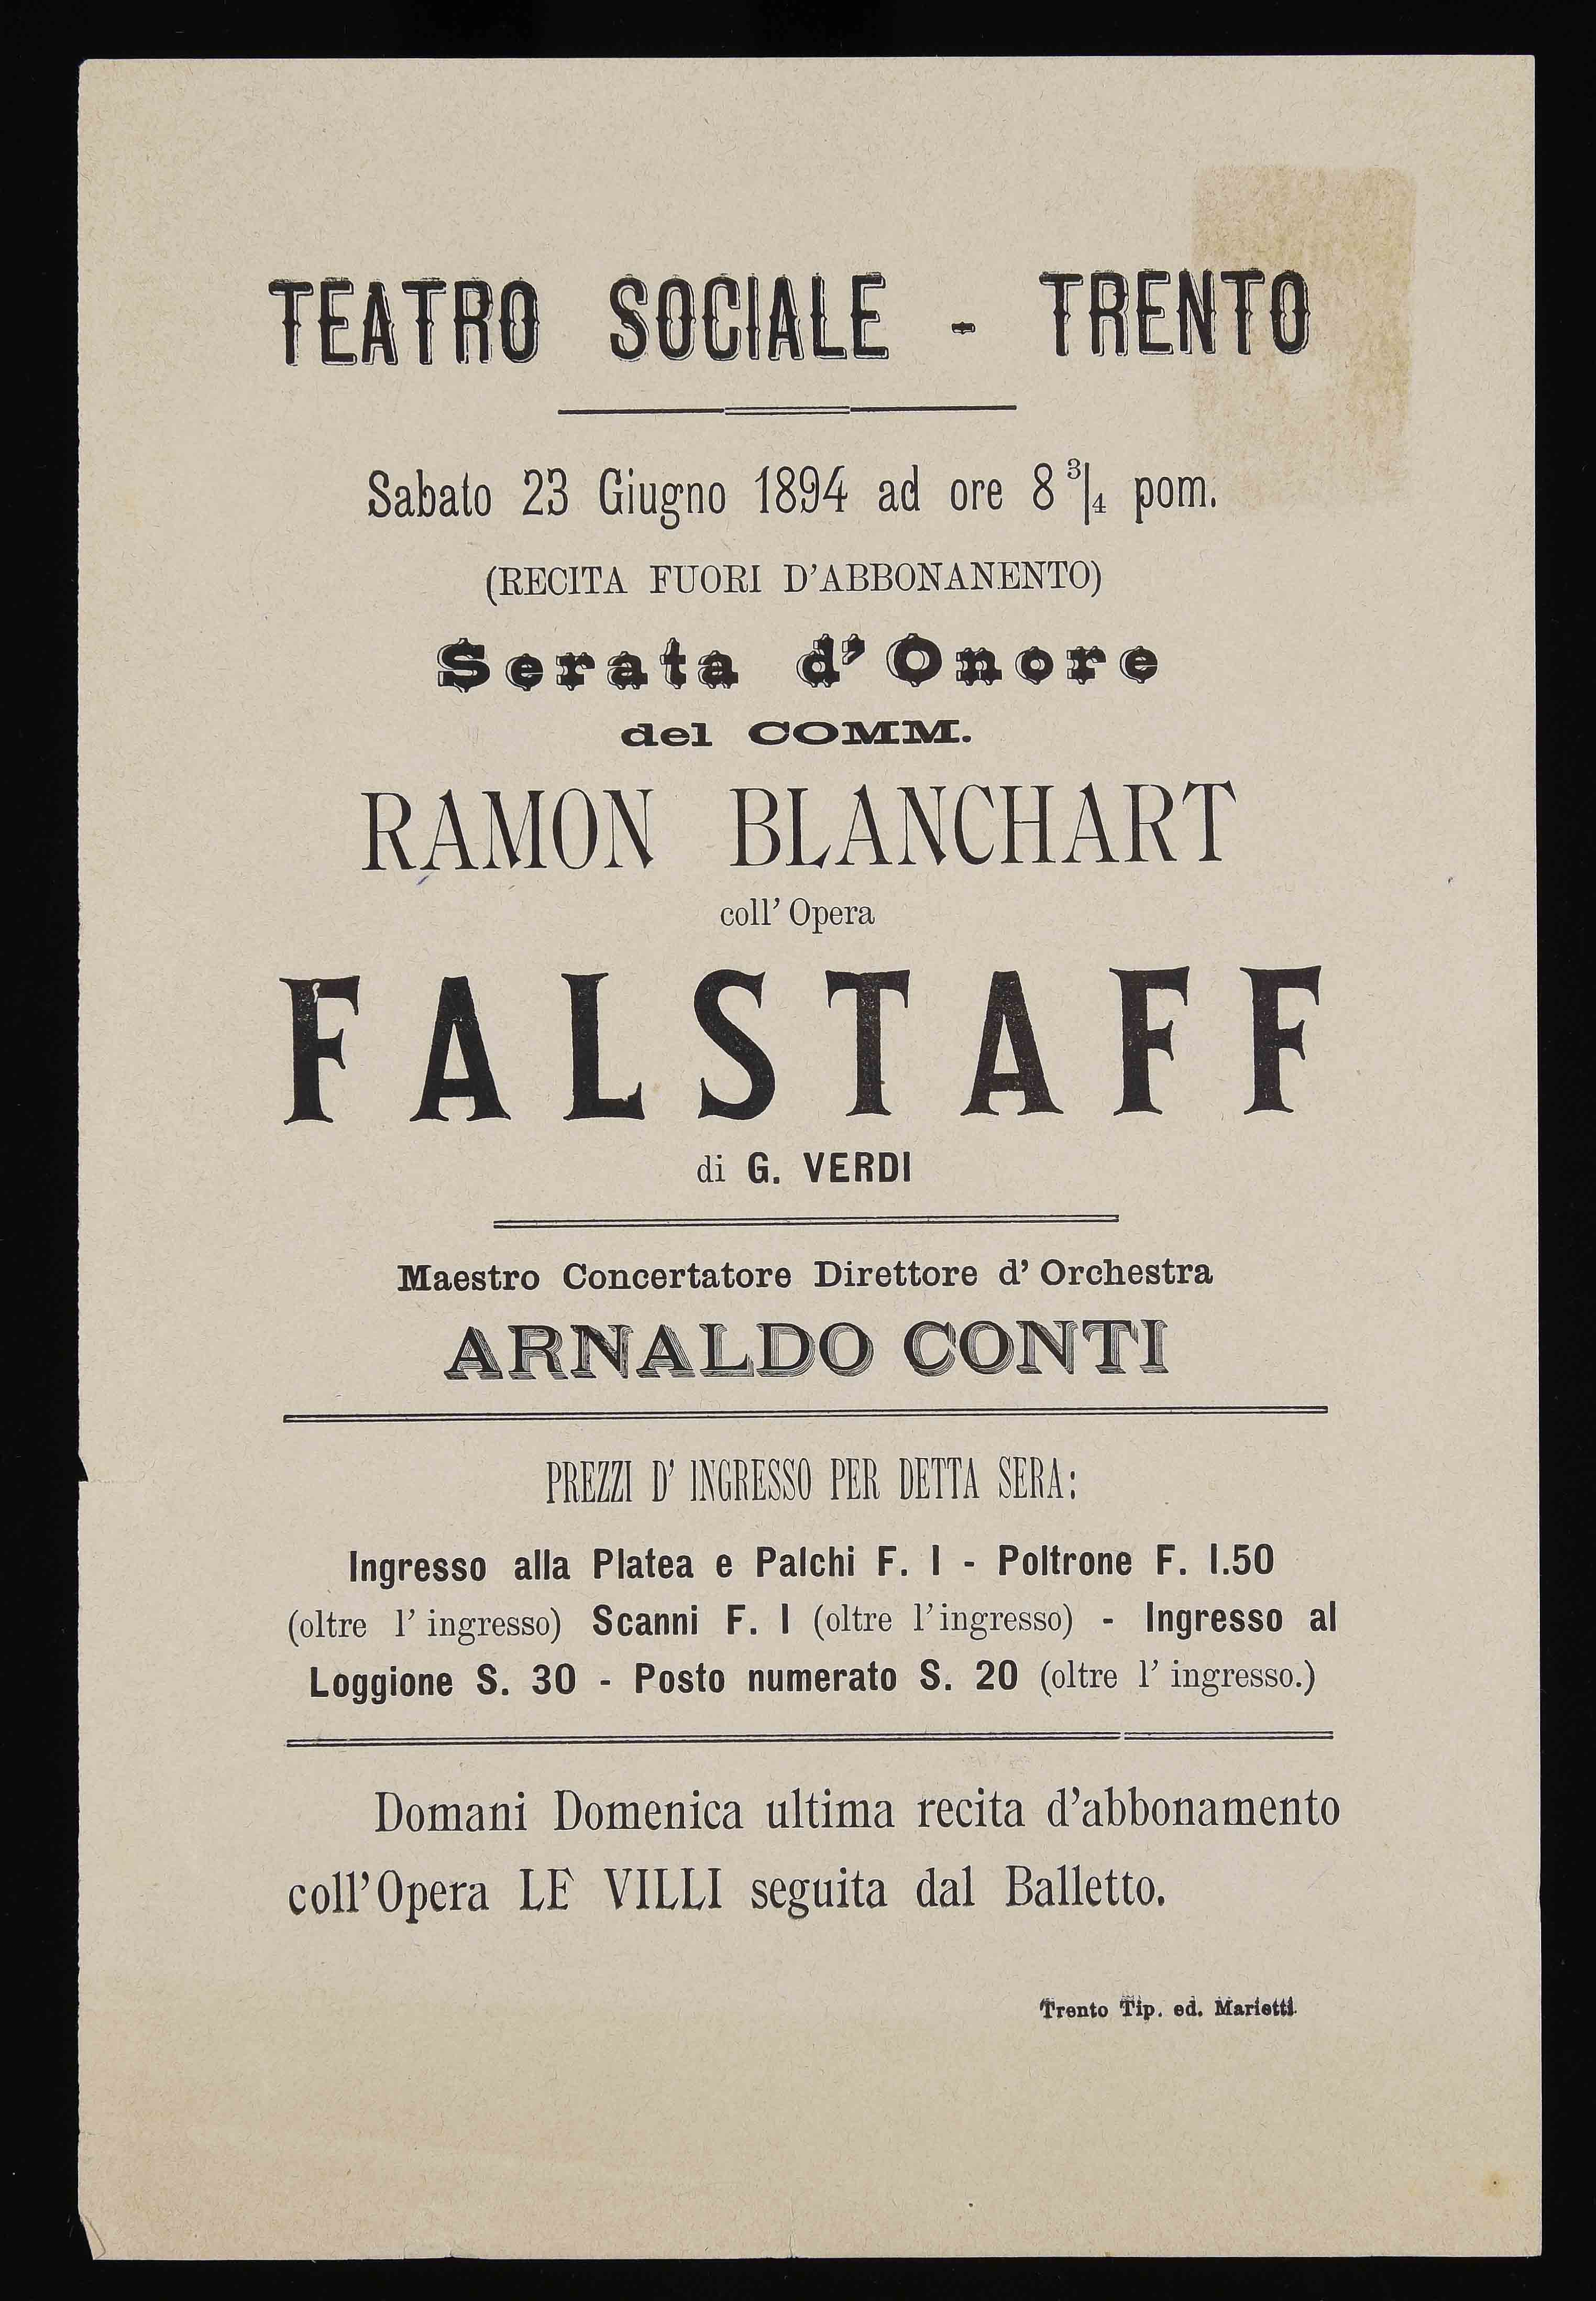 TEATRO SOCIALE - TRENTO
Sabato 23 Giugno 1894 ad ore 8 3/4 pom.
(RECITA FUORI D'ABBONANENTO)
Serata d'Onore
del COMM.
RAMON BLANCHART
coll' Opera
FALSTAFF
di G. VERDI
Maestro Concertatore Direttore d' Orchestra
ARNALDO CONTI
PREZZI D' INGRESSO PER DETTA SERA:
Ingresso alla Platea e Palchi F. I - Poltrone F. I.50
(oltre l' ingresso) Scanni F. I (oltre l'ingresso) - Ingresso al
Loggione S. 30 - Posto numerato S. 20 (oltre l' ingresso.)
Domani Domenica ultima recita d'abbonamento
coll'Opera LE VILLI seguita dal Balletto.
Trento Tip. ed. Marietti